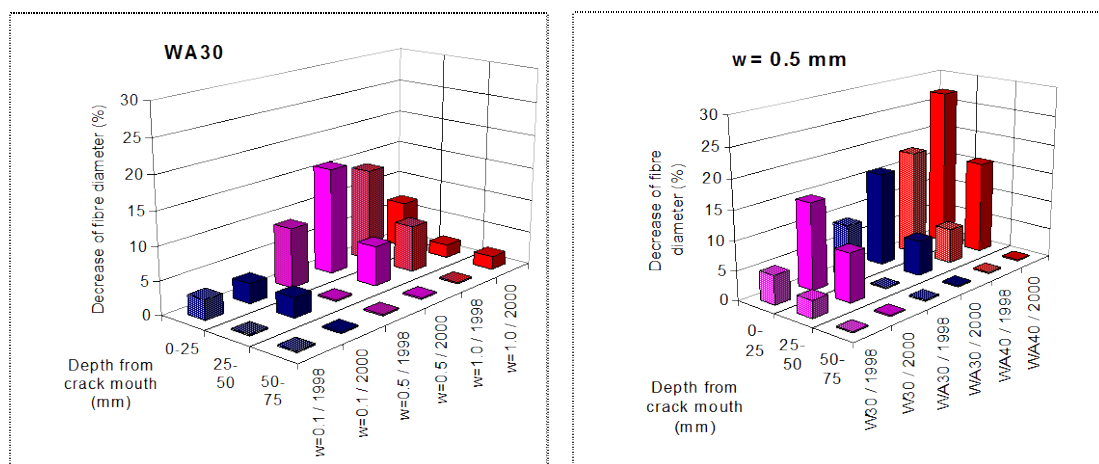 WA30
Decrease of fibre diameter (%)
30
25
20
15
10
5
0
0-25
25-
50
50-
75
Depth from
crack mouth
(mm)
w=0.1 / 1998
w=0.1 / 2000
w=0.5 / 1998
w=0.5 / 2000
w=1.0 / 1998
w=1.0 / 2000
w= 0.5 mm
Decrease of fibre
diameter (%)
30
25
20
15
10
5
0
0-
25
25-
50
50-
75
Depth from
crack mouth
(mm)
W30 / 1998
W30 / 2000
WA30 / 1998
WA30 / 2000
WA40 / 1998
WA40 / 2000